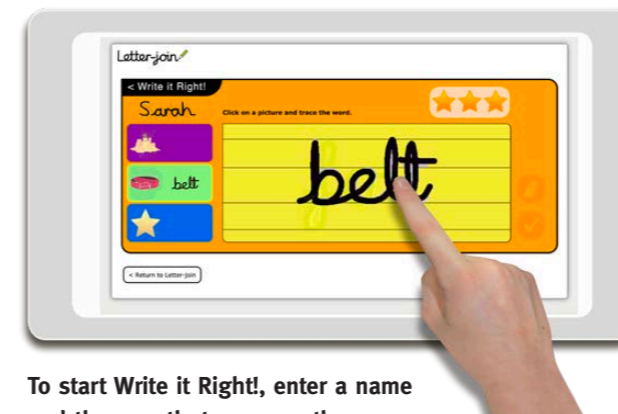 Letter-join
< Write it Right!
Sarah
Click on a picture and trace the word.
belt
belt
< Return to Letter-join
To start Write it Right!, enter a name